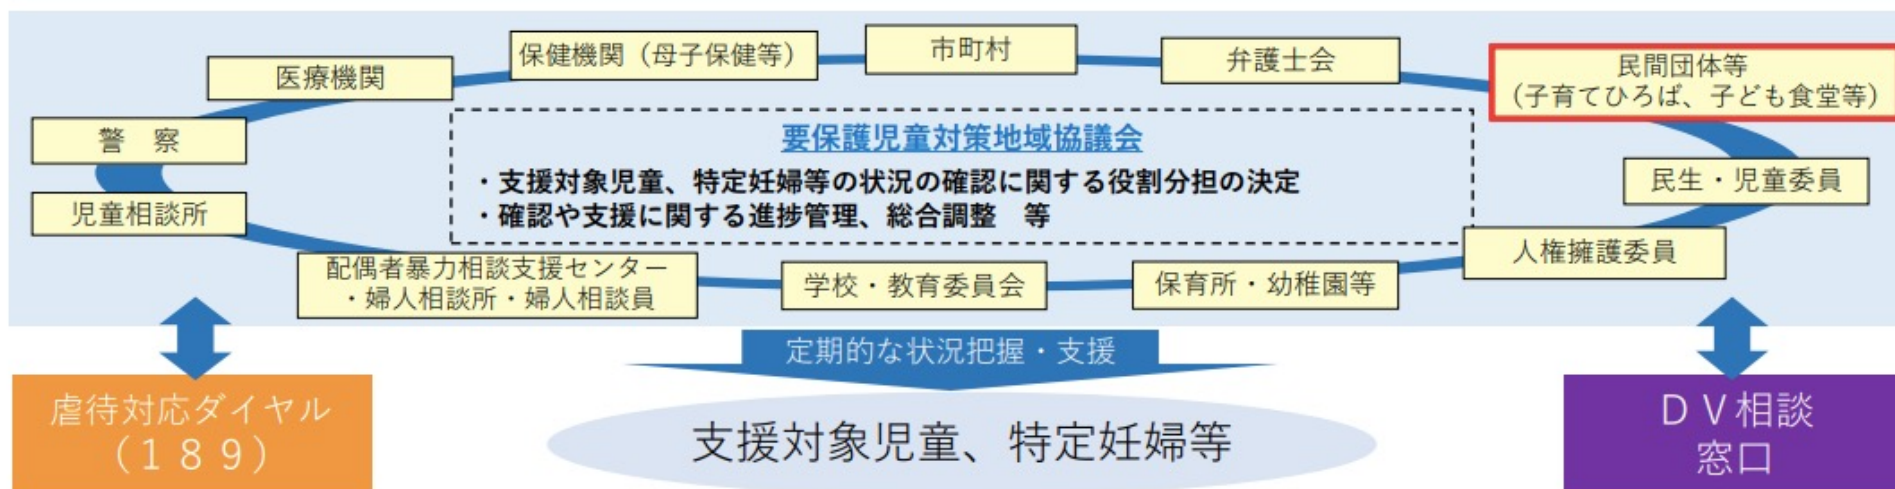 保健機関（母子保健等）
市町村
弁護士会
民間団体等
（子育てひろば、子ども食堂等）
医療機関
警　察
要保護児童対策地域協議会
・支援対象児童、特定妊婦等の状況の確認に関する役割分担の決定
・確認や支援に関する進捗管理、総合調整　等
民生・児童委員
児童相談所
人権擁護委員
配偶者暴力相談支援センター
・婦人相談所・婦人相談員
学校・教育委員会
保育所・幼稚園等
定期的な状況把握・支援
虐待対応ダイヤル
（１８９）
支援対象児童、特定妊婦等
ＤＶ相談
窓口